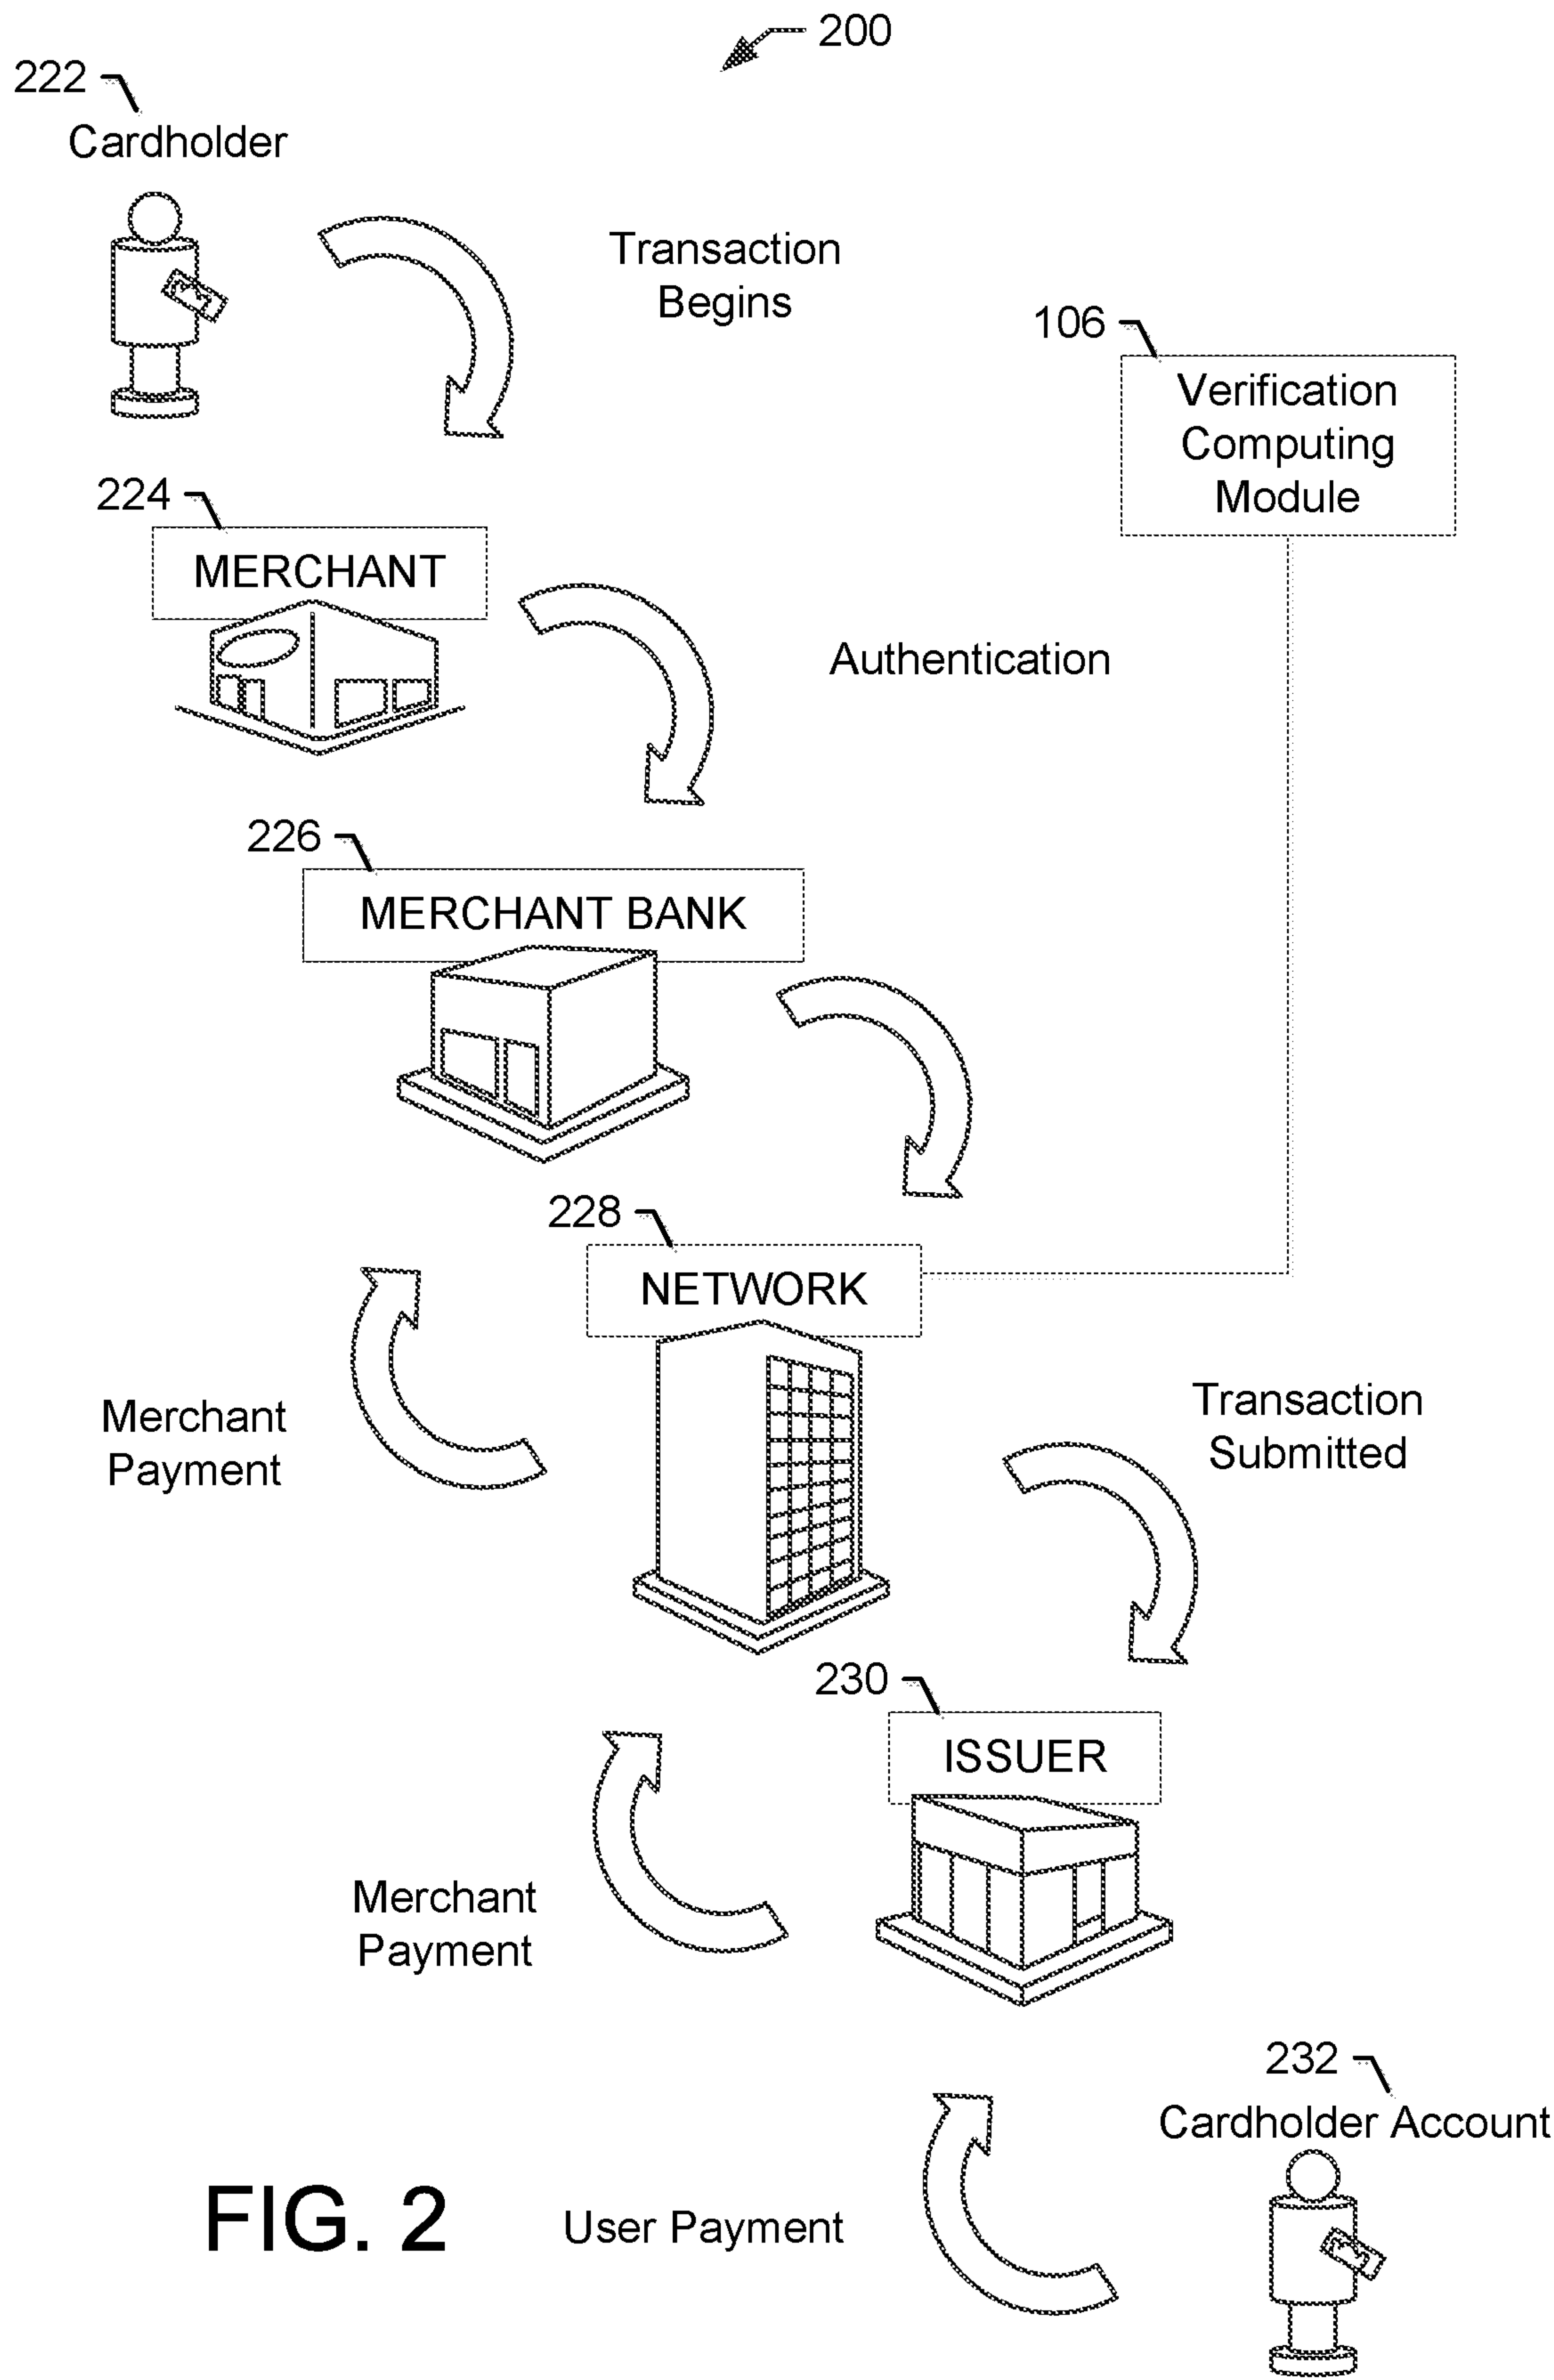 200
222
Cardholder
Transaction
Begins
106
Verification
Computing
Module
224
MERCHANT
Authentication
226
MERCHANT BANK
228
NETWORK
Merchant
Payment
Transaction
Submitted
230
ISSUER
Merchant
Payment
232
Cardholder Account
User Payment
FIG. 2